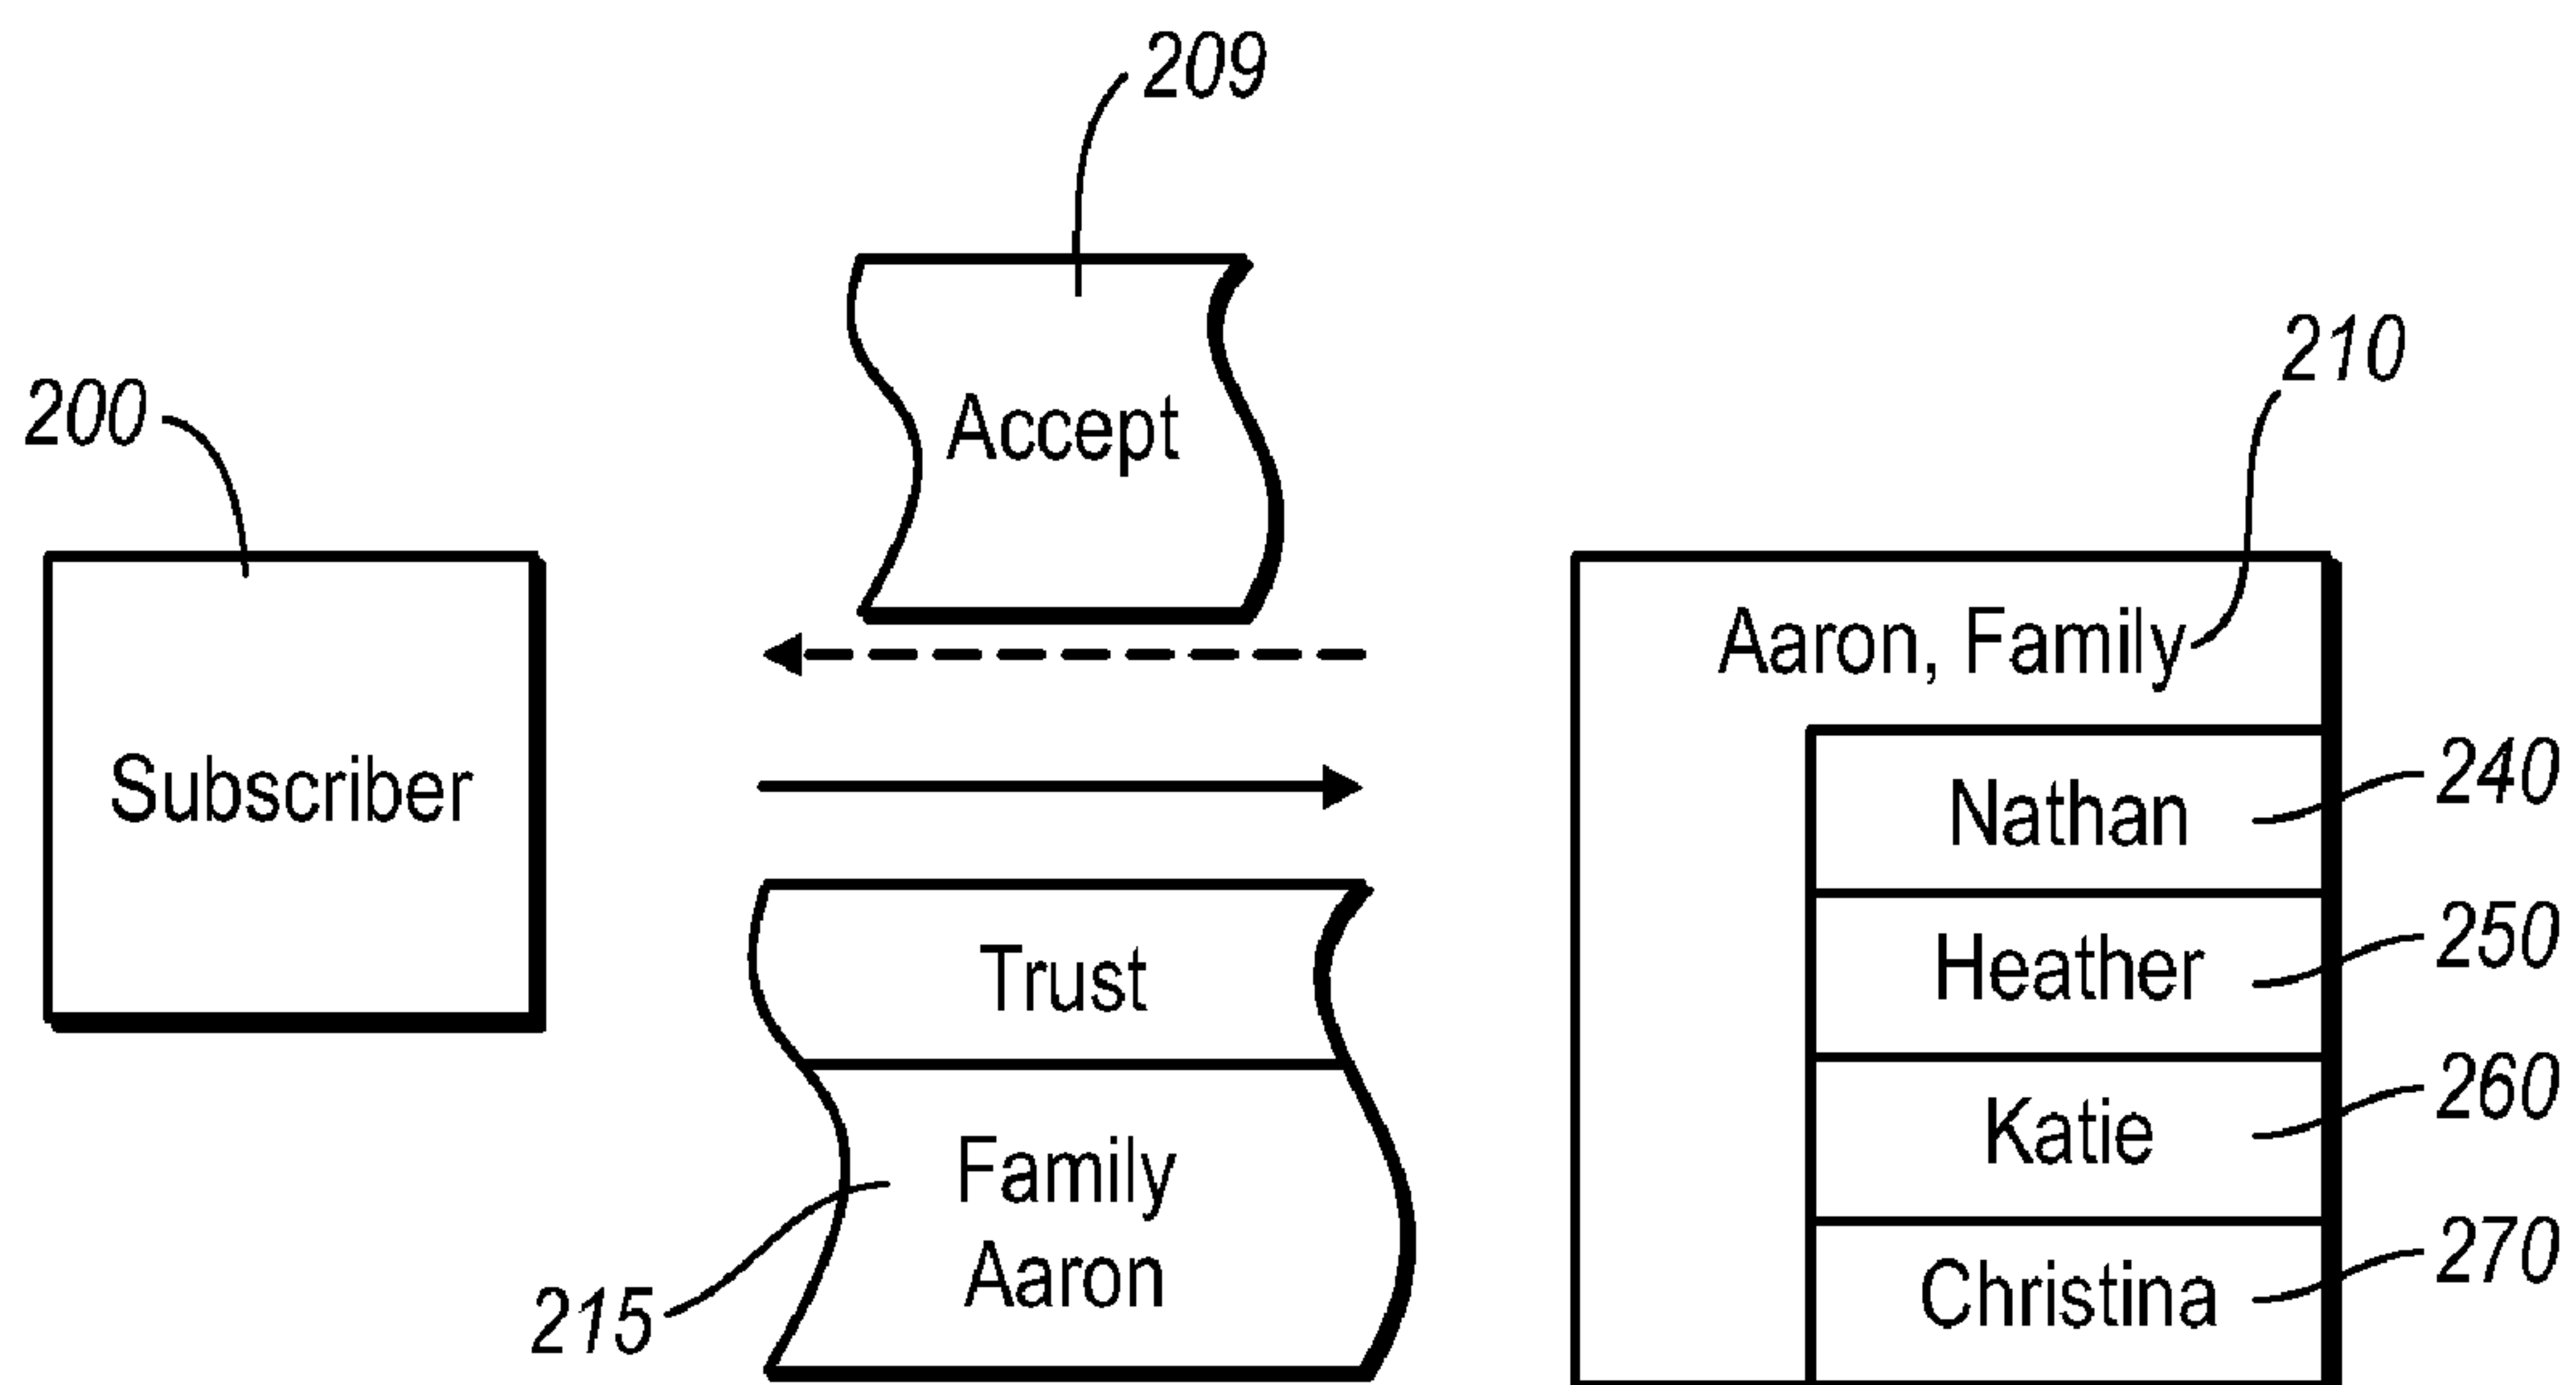 209
Accept
200
210
Subscriber
Aaron, Family
Nathan
240
Heather
250
Katie
260
Christina
270
Trust
Family
Aaron
215